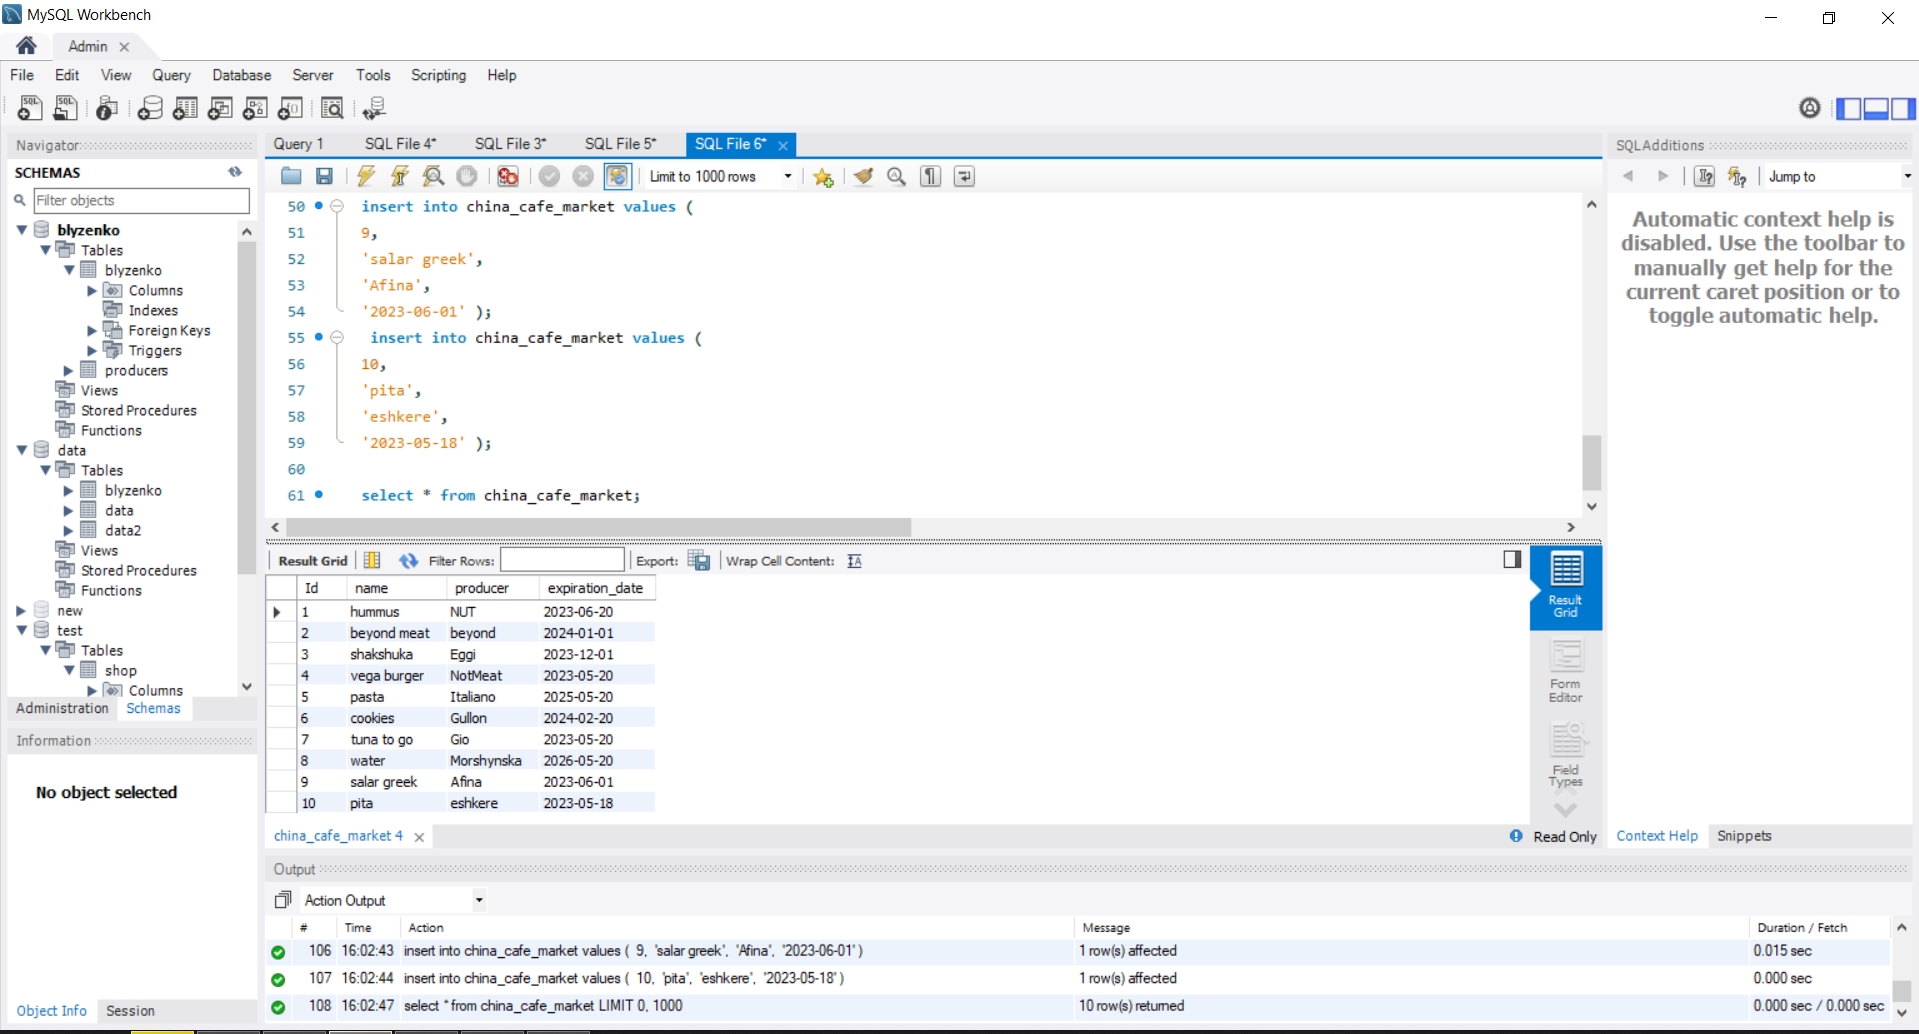 MySQL Workbench
Admin
File Edit View Query Database Server Tools Scripting Help
Navigator
SCHEMAS
Filter objects
blyzenko
Tables
blyzenko
Columns
Indexes
Foreign Keys
Triggers
producers
Views
Stored Procedures
Functions
data
Tables
blyzenko
data
data2
Views
Stored Procedures
Functions
new
test
Tables
shop
Columns
Administration Schemas
Information
No object selected
Object Info Session
Query 1 SQL File 4* SQL File 3* SQL File 5* SQL File 6*
Limit to 1000 rows
50 insert into china_cafe_market values (
51 9,
52 'salar greek',
53 'Afina',
54 '2023-06-01' );
55 insert into china_cafe_market values (
56 10,
57 'pita',
58 'eshkere',
59 '2023-05-18' );
60
61 select * from china_cafe_market;
Result Grid Filter Rows: Export: Wrap Cell Content:
Id name producer expiration_date
1 hummus NUT 2023-06-20
2 beyond meat beyond 2024-01-01
3 shakshuka Eggi 2023-12-01
4 vega burger NotMeat 2023-05-20
5 pasta Italiano 2025-05-20
6 cookies Gullon 2024-02-20
7 tuna to go Gio 2023-05-20
8 water Morshynska 2026-05-20
9 salar greek Afina 2023-06-01
10 pita eshkere 2023-05-18
Result
Grid
Form
Editor
Field
Types
china_cafe_market 4
Read Only
Output
Action Output
# Time Action Message Duration / Fetch
106 16:02:43 insert into china_cafe_market values ( 9, 'salar greek', 'Afina', '2023-06-01' ) 1 row(s) affected 0.015 sec
107 16:02:44 insert into china_cafe_market values ( 10, 'pita', 'eshkere', '2023-05-18' ) 1 row(s) affected 0.000 sec
108 16:02:47 select * from china_cafe_market LIMIT 0, 1000 10 row(s) returned 0.000 sec / 0.000 sec
SQLAdditions
Jump to
Automatic context help is
disabled. Use the toolbar to
manually get help for the
current caret position or to
toggle automatic help.
Context Help Snippets